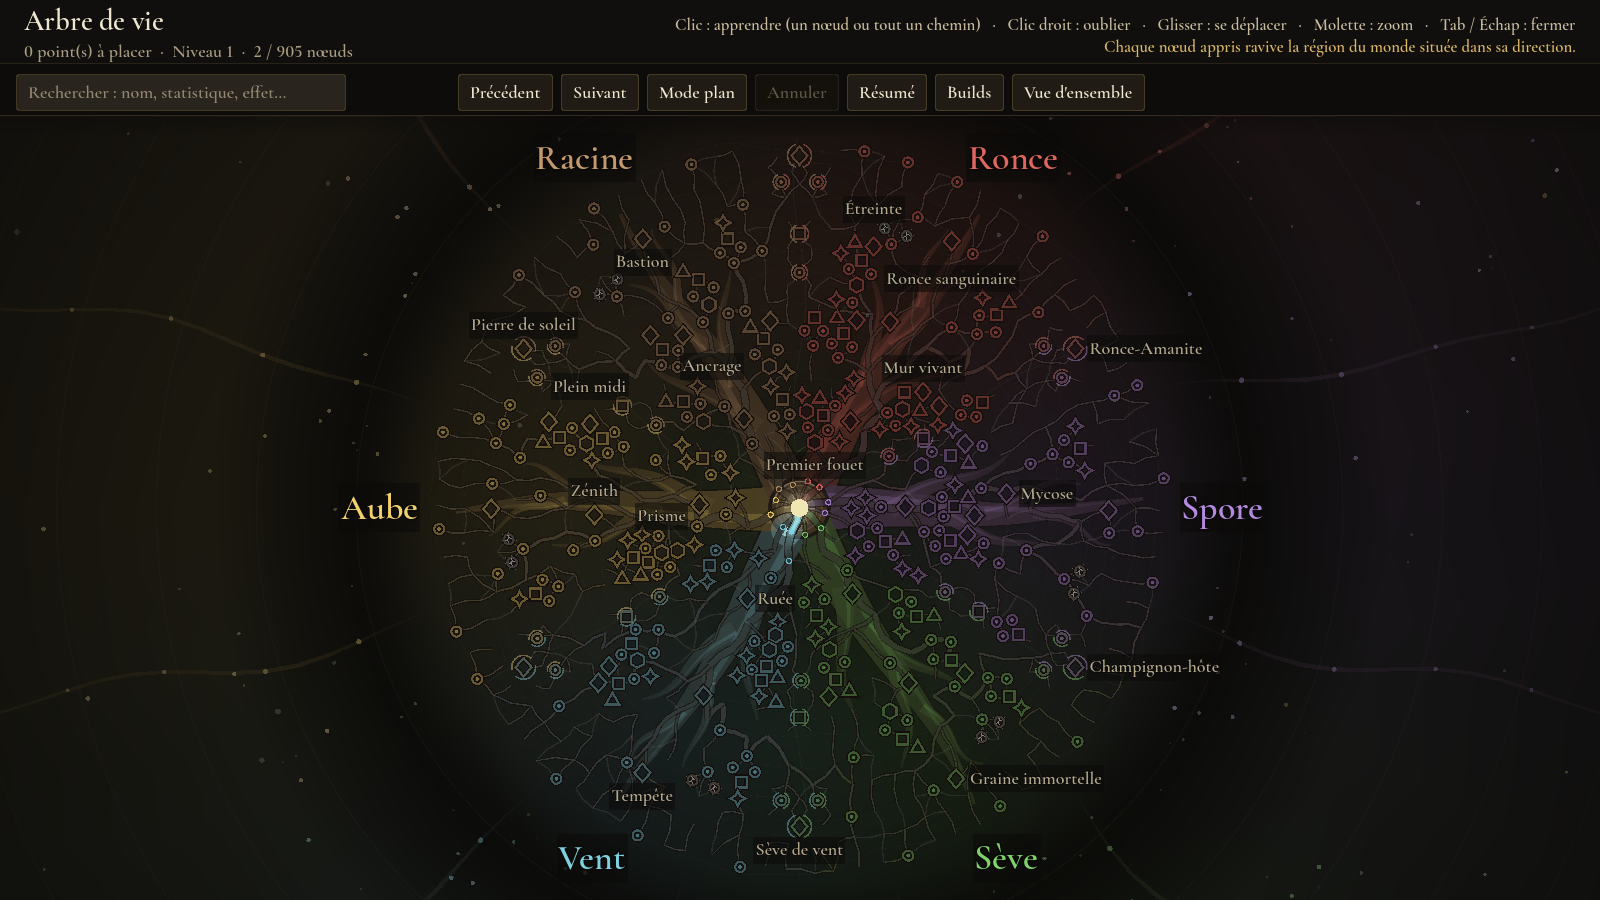 Arbre de vie
0 point(s) à placer · Niveau 1 · 2 / 905 nœuds
Clic : apprendre (un nœud ou tout un chemin) · Clic droit : oublier · Glisser : se déplacer · Molette : zoom · Tab / Échap : fermer
Chaque nœud appris ravive la région du monde située dans sa direction.
Rechercher : nom, statistique, effet...
Précédent
Suivant
Mode plan
Annuler
Résumé
Builds
Vue d'ensemble
Racine
Ronce
Étreinte
Bastion
Ronce sanguinaire
Pierre de soleil
Ronce-Amanite
Ancrage
Mur vivant
Plein midi
Premier fouet
Zénith
Mycose
Aube
Prisme
Spore
Ruée
Champignon-hôte
Graine immortelle
Tempête
Sève de vent
Vent
Sève